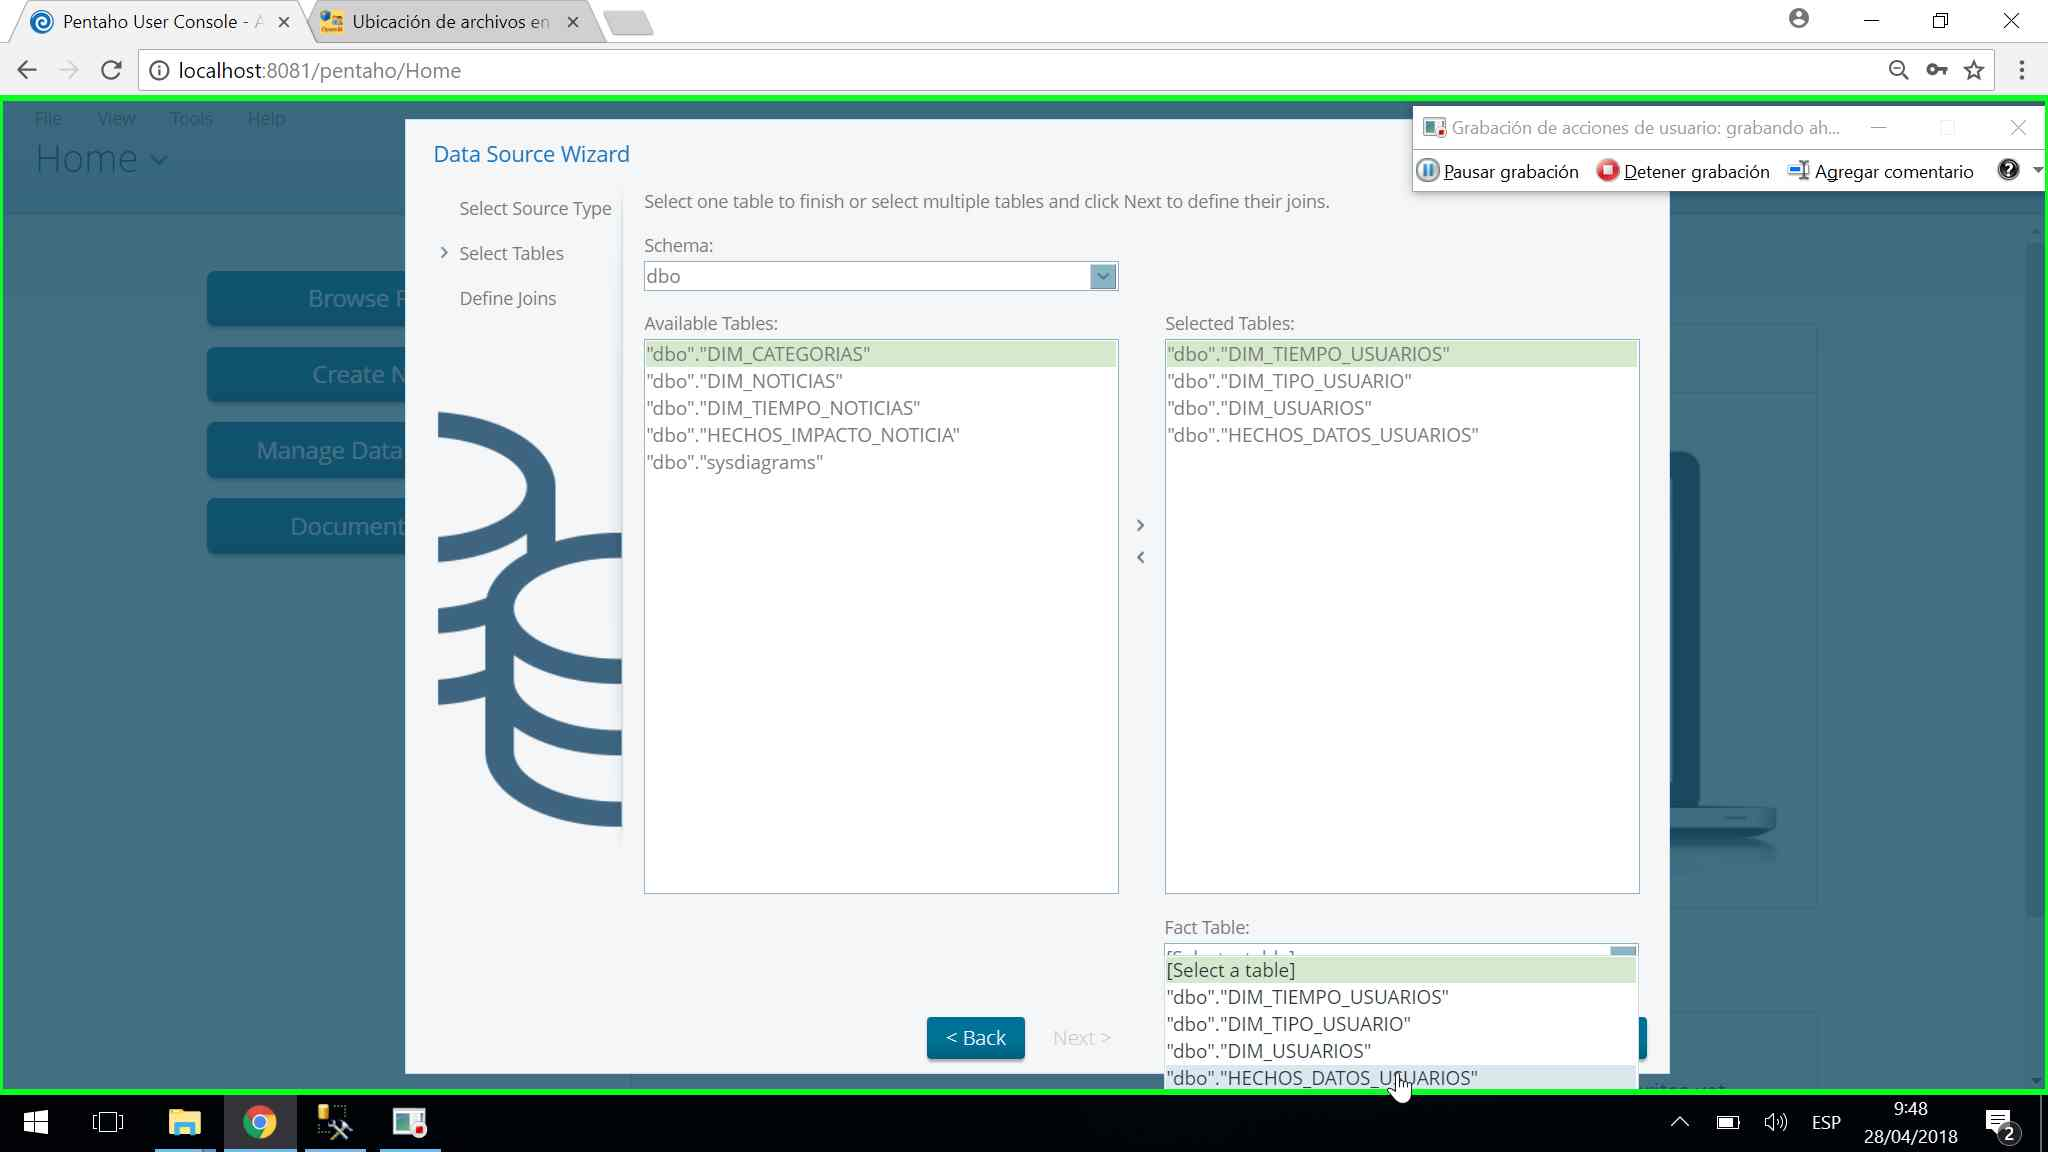 Pentaho User Console - A
Ubicación de archivos en
localhost:8081/pentaho/Home
File View Tools Help
Home
Grabación de acciones de usuario: grabando ah...
Pausar grabación Detener grabación Agregar comentario
Data Source Wizard
Select Source Type
Select Tables
Define Joins
Select one table to finish or select multiple tables and click Next to define their joins.
Schema:
dbo
Available Tables:
"dbo"."DIM_CATEGORIAS"
"dbo"."DIM_NOTICIAS"
"dbo"."DIM_TIEMPO_NOTICIAS"
"dbo"."HECHOS_IMPACTO_NOTICIA"
"dbo"."sysdiagrams"
Selected Tables:
"dbo"."DIM_TIEMPO_USUARIOS"
"dbo"."DIM_TIPO_USUARIO"
"dbo"."DIM_USUARIOS"
"dbo"."HECHOS_DATOS_USUARIOS"
Browse F
Create N
Manage Data
Document
Fact Table:
[Select a table]
"dbo"."DIM_TIEMPO_USUARIOS"
"dbo"."DIM_TIPO_USUARIO"
"dbo"."DIM_USUARIOS"
"dbo"."HECHOS_DATOS_USUARIOS"
< Back Next >
ESP
9:48
28/04/2018
2